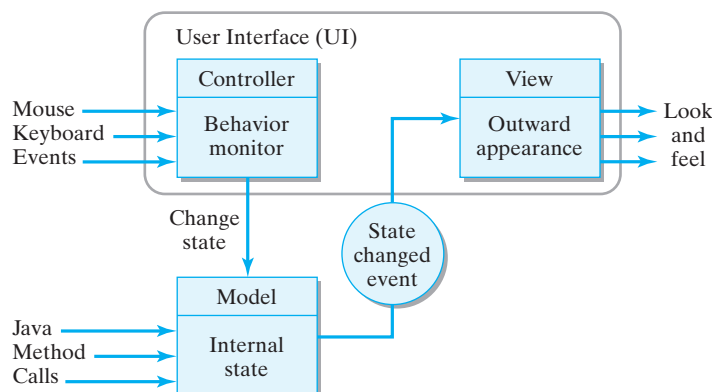 User Interface (UI)
Controller
Behavior
monitor
View
Outward
appearance
Mouse
Keyboard
Events
Look
and
feel
Change
state
State
changed
event
Model
Internal
state
Java
Method
Calls